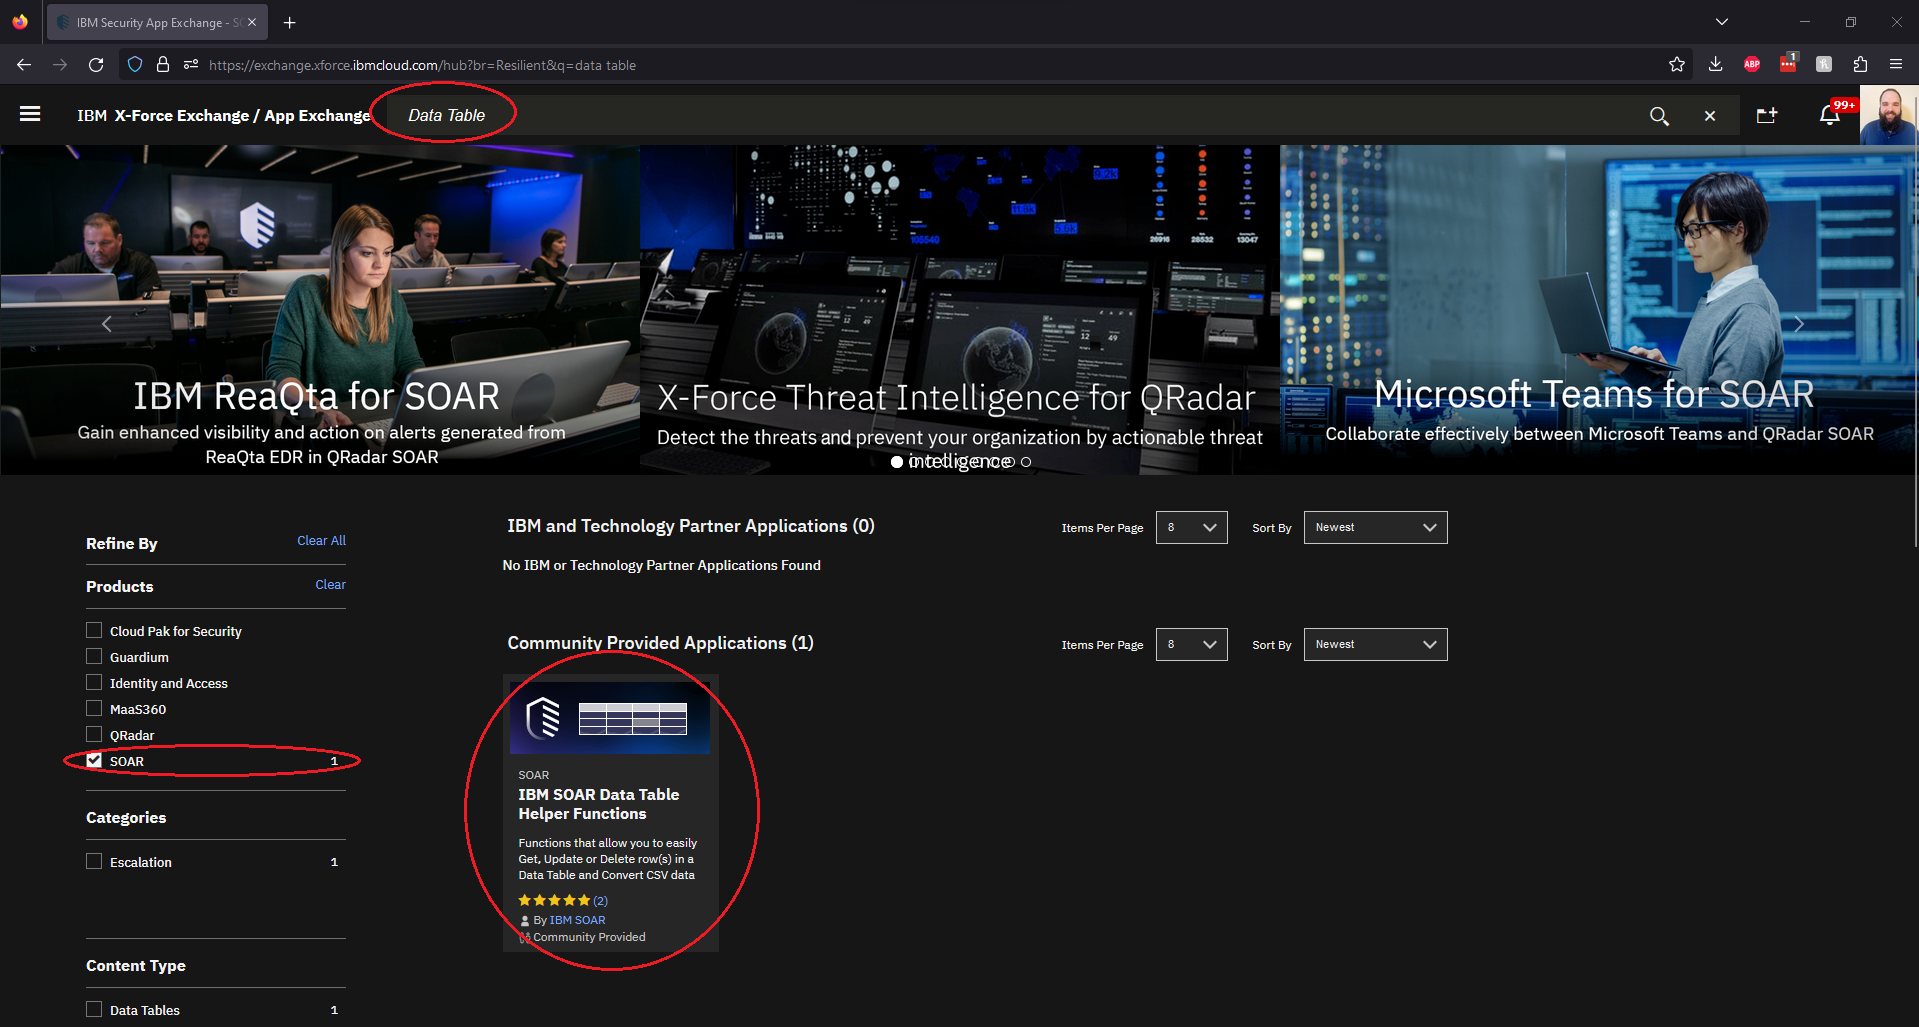 IBM Security App Exchange - SO
https://exchange.xforce.ibmcloud.com/hub?br=Resilient&q=data table
ABP
1
IBM X-Force Exchange / App Exchange
Data Table
99+
IBM ReaQta for SOAR
Gain enhanced visibility and action on alerts generated from
ReaQta EDR in QRadar SOAR
105540
26916
28532
13047
X-Force Threat Intelligence for QRadar
Detect the threats and prevent your organization by actionable threat
intelligence
Microsoft Teams for SOAR
Collaborate effectively between Microsoft Teams and QRadar SOAR
Refine By
Clear All
Products
Clear
Cloud Pak for Security
Guardium
Identity and Access
MaaS360
QRadar
SOAR 1
Categories
Escalation 1
Content Type
Data Tables 1
IBM and Technology Partner Applications (0)
Items Per Page 8 Sort By Newest
No IBM or Technology Partner Applications Found
Community Provided Applications (1)
Items Per Page 8 Sort By Newest
SOAR
IBM SOAR Data Table
Helper Functions
Functions that allow you to easily
Get, Update or Delete row(s) in a
Data Table and Convert CSV data
(2)
By IBM SOAR
Community Provided